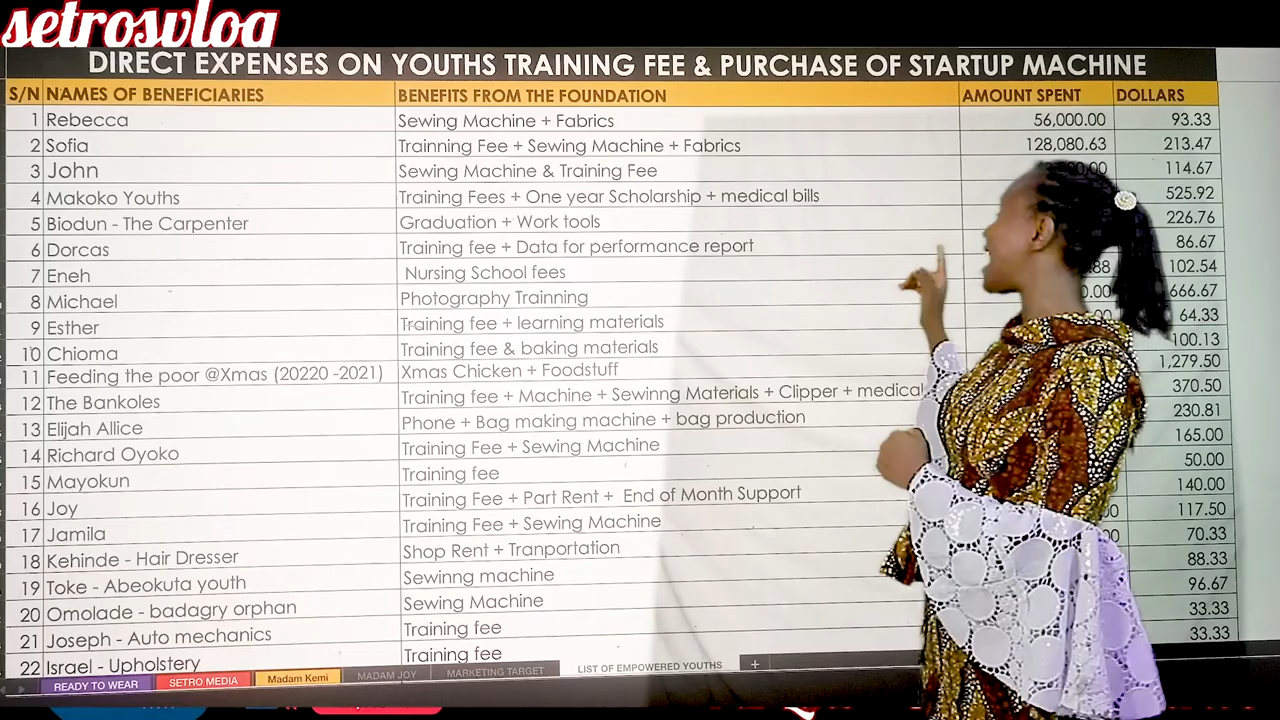 setrosvlog
DIRECT EXPENSES ON YOUTHS TRAINING FEE & PURCHASE OF STARTUP MACHINE
S/N NAMES OF BENEFICIARIES BENEFITS FROM THE FOUNDATION AMOUNT SPENT DOLLARS
1 Rebecca Sewing Machine + Fabrics 56,000.00 93.33
2 Sofia Trainning Fee + Sewing Machine + Fabrics 128,080.63 213.47
3 John Sewing Machine & Training Fee 114.67
4 Makoko Youths Training Fees + One year Scholarship + medical bills 525.92
5 Biodun - The Carpenter Graduation + Work tools 226.76
6 Dorcas Training fee + Data for performance report 86.67
7 Eneh Nursing School fees 102.54
8 Michael Photography Trainning 666.67
9 Esther Training fee + learning materials 64.33
10 Chioma Training fee & baking materials 100.13
11 Feeding the poor @Xmas (20220 -2021) Xmas Chicken + Foodstuff 1,279.50
12 The Bankoles Training fee + Machine + Sewinng Materials + Clipper + medical 370.50
13 Elijah Allice Phone + Bag making machine + bag production 230.81
14 Richard Oyoko Training Fee + Sewing Machine 165.00
15 Mayokun Training fee 50.00
16 Joy Training Fee + Part Rent + End of Month Support 140.00
17 Jamila Training Fee + Sewing Machine 117.50
18 Kehinde - Hair Dresser Shop Rent + Tranportation 70.33
19 Toke - Abeokuta youth Sewinng machine 88.33
20 Omolade - badagry orphan Sewing Machine 96.67
21 Joseph - Auto mechanics Training fee 33.33
22 Israel - Upholstery Training fee 33.33
READY TO WEAR SETRO MEDIA Madam Kemi MADAM JOY MARKETING TARGET LIST OF EMPOWERED YOUTHS +